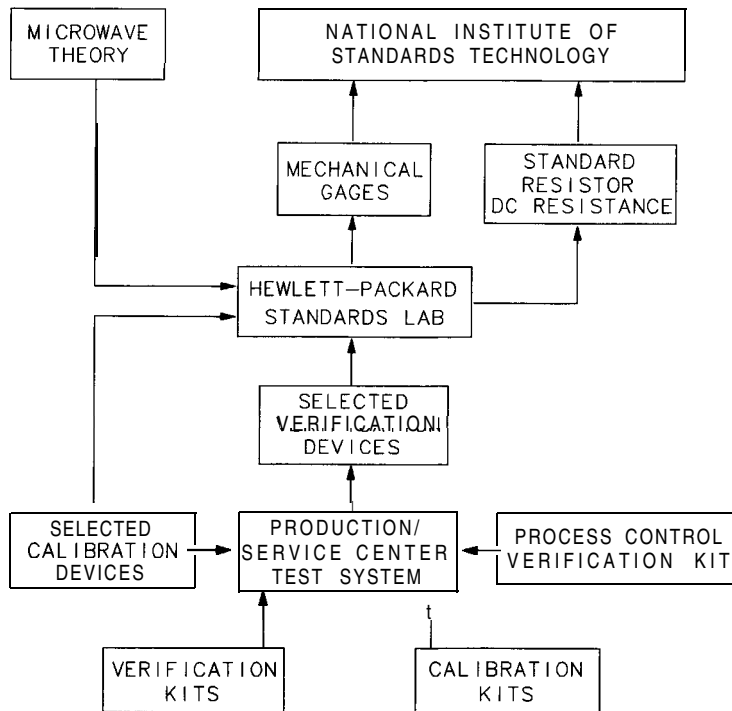 MICROWAVE
THEORY
NATIONAL INSTITUTE OF
STANDARDS TECHNOLOGY
MECHANICAL
GAGES
STANDARD
RESISTOR
DC RESISTANCE
HEWLETT-PACKARD
STANDARDS LAB
SELECTED
VERIFICATION
DEVICES
SELECTED
CALIBRATION
DEVICES
PRODUCTION/
SERVICE CENTER
TEST SYSTEM
PROCESS CONTROL
VERIFICATION KIT
t
VERIFICATION
KITS
CALIBRATION
KITS